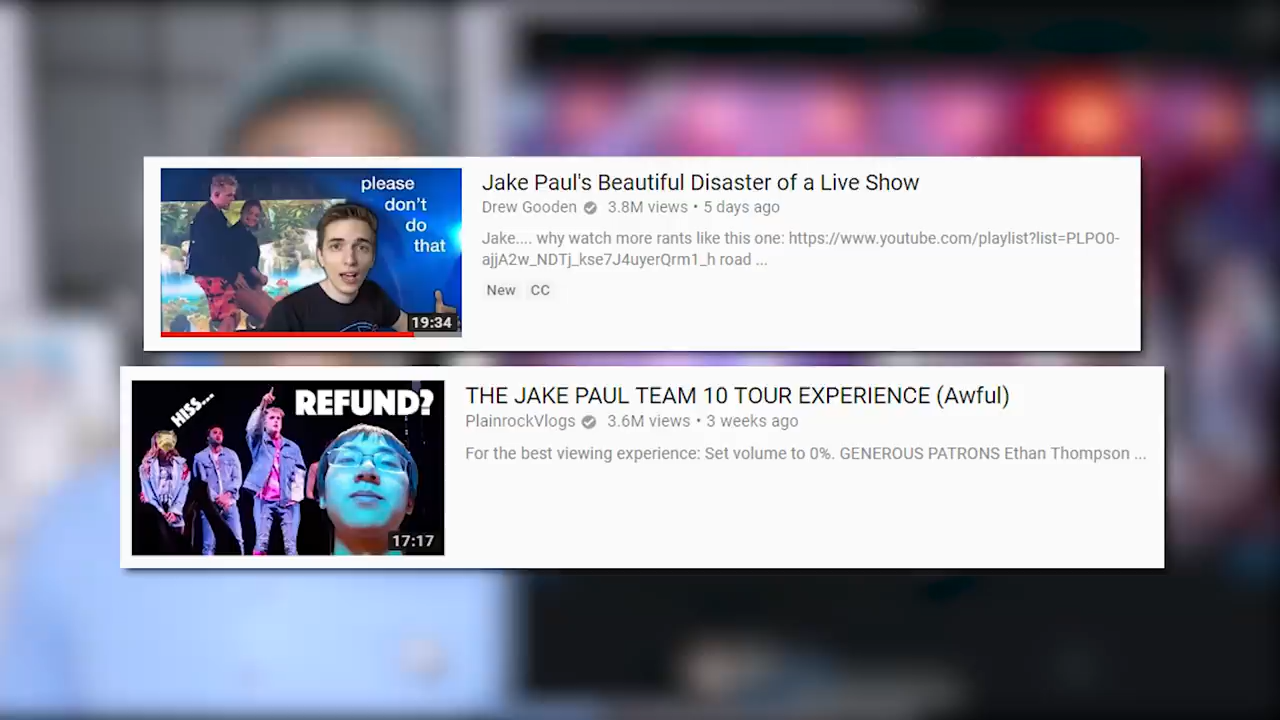 please
don't
do
that
19:34
Jake Paul's Beautiful Disaster of a Live Show
Drew Gooden 3.8M views • 5 days ago
Jake.... why watch more rants like this one: https://www.youtube.com/playlist?list=PLPO0-
ajjA2w_NDTj_kse7J4uyerQrm1_h road ...
New CC
HISS...
REFUND?
17:17
THE JAKE PAUL TEAM 10 TOUR EXPERIENCE (Awful)
PlainrockVlogs 3.6M views • 3 weeks ago
For the best viewing experience: Set volume to 0%. GENEROUS PATRONS Ethan Thompson ...